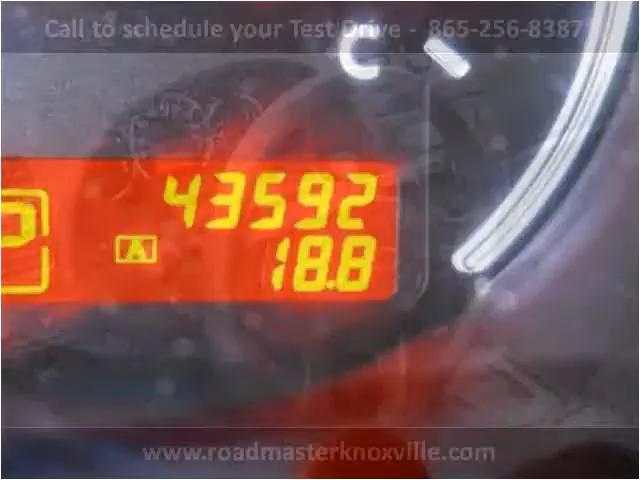 Call to schedule your Test Drive - 865-256-8387
C
43592
P
A
18.8
www.roadmasterknoxville.com